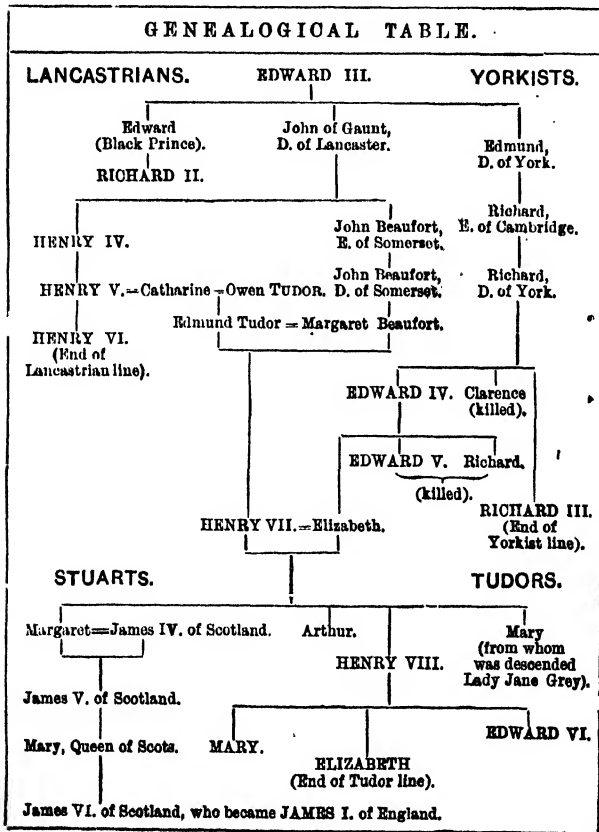 GENEALOGICAL TABLE.
LANCASTRIANS. EDWARD III. YORKISTS.
Edward
(Black Prince).
RICHARD II.
John of Gaunt,
D. of Lancaster.
Edmund,
D. of York.
Richard,
E. of Cambridge.
Richard,
D. of York.
HENRY IV.
John Beaufort,
E. of Somerset.
HENRY V.=Catharine=Owen TUDOR.
John Beaufort,
D. of Somerset.
Edmund Tudor = Margaret Beaufort.
HENRY VI.
(End of
Lancastrian line).
EDWARD IV. Clarence
(killed).
EDWARD V. Richard.
(killed).
RICHARD III.
(End of
Yorkist line).
HENRY VII.=Elizabeth.
STUARTS. TUDORS.
Margaret=James IV. of Scotland. Arthur.
HENRY VIII.
Mary
(from whom
was descended
Lady Jane Grey).
James V. of Scotland.
Mary, Queen of Scots. MARY.
ELIZABETH
(End of Tudor line).
EDWARD VI.
James VI. of Scotland, who became JAMES I. of England.